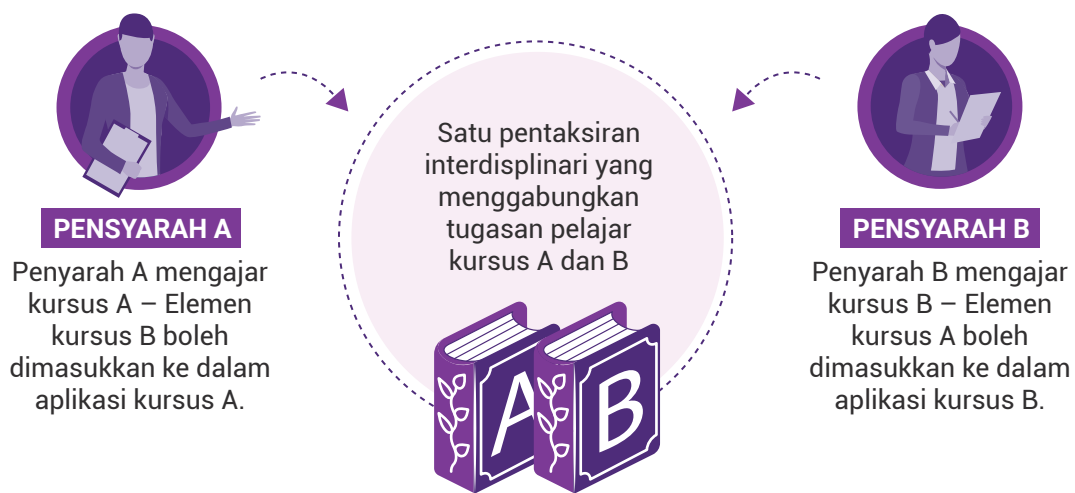 PENSYARAH A
Penyarah A mengajar
kursus A – Elemen
kursus B boleh
dimasukkan ke dalam
aplikasi kursus A.
Satu pentaksiran
interdisplinari yang
menggabungkan
tugasan pelajar
kursus A dan B
A
B
PENSYARAH B
Penyarah B mengajar
kursus B – Elemen
kursus A boleh
dimasukkan ke dalam
aplikasi kursus B.